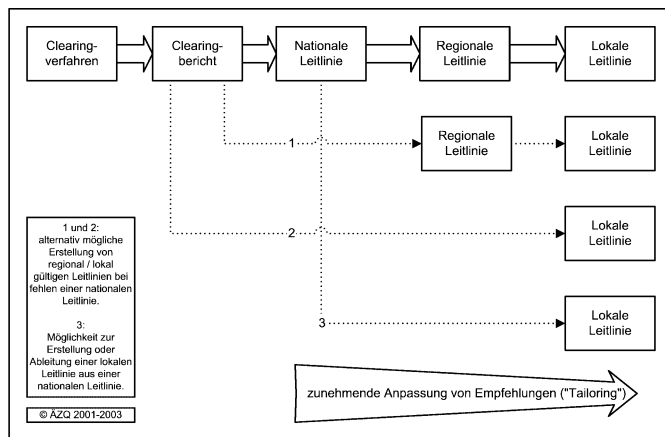 Clearing-
verfahren
Clearing-
bericht
Nationale
Leitlinie
Regionale
Leitlinie
Lokale
Leitlinie
1
Regionale
Leitlinie
Lokale
Leitlinie
2
Lokale
Leitlinie
3
Lokale
Leitlinie
1 und 2:
alternativ mögliche
Erstellung von
regional / lokal
gültigen Leitlinien bei
fehlen einer nationalen
Leitlinie.
3:
Möglichkeit zur
Erstellung oder
Ableitung einer lokalen
Leitlinie aus einer
nationalen Leitlinie.
© ÄZQ 2001-2003
zunehmende Anpassung von Empfehlungen ("Tailoring")